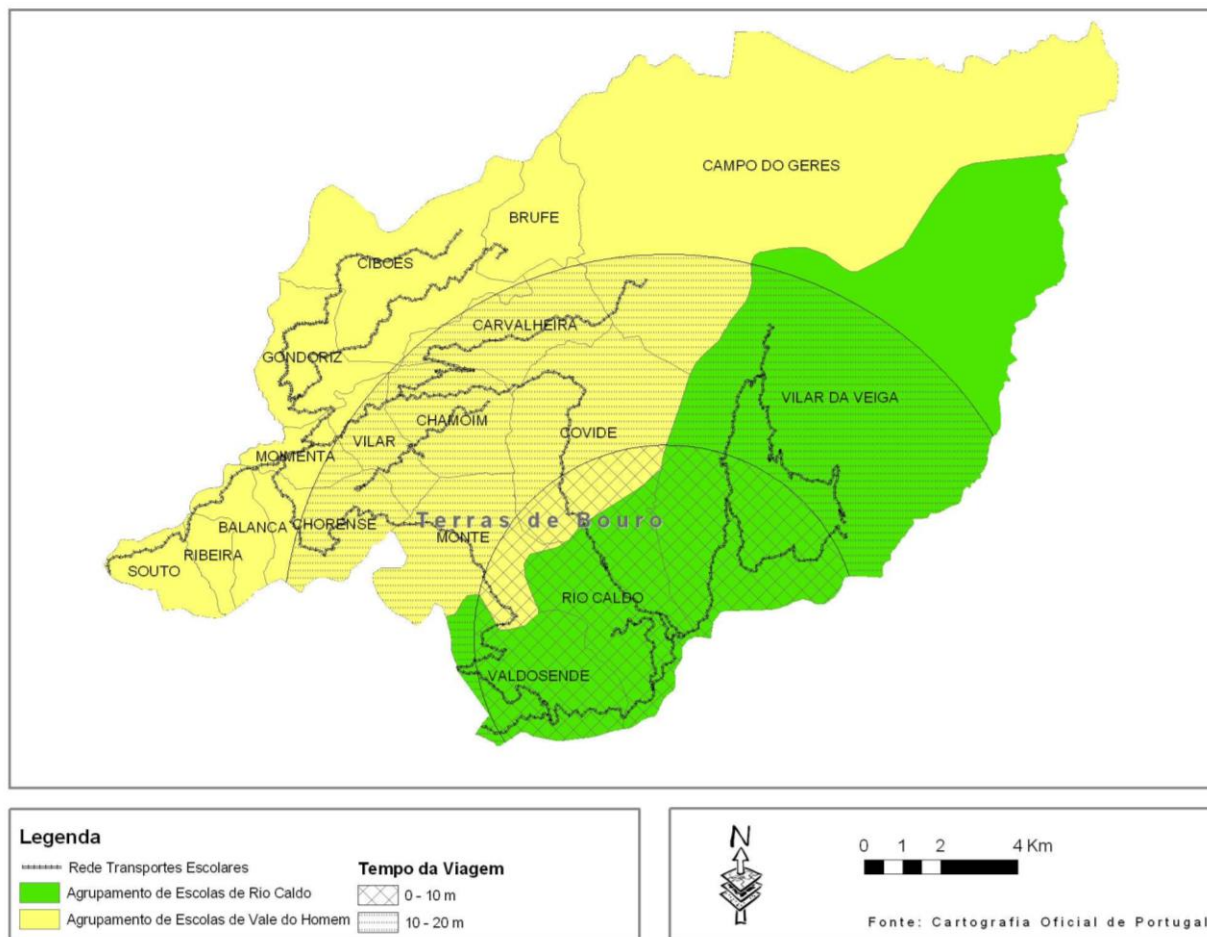 CAMPO DO GERES
BRUFE
CIBOES
CARVALHEIRA
GONDORIZ
VILAR DA VEIGA
CHAMOIM
COVIDE
VILAR
MOIMENTA
Terras de Bouro
BALANCA
CHORENSE
MONTE
RIBEIRA
SOUTO
RIO CALDO
VALDOSENDE
Legenda
Rede Transportes Escolares
Agrupamento de Escolas de Rio Caldo
Agrupamento de Escolas de Vale do Homem
Tempo da Viagem
0 - 10 m
10 - 20 m
N
0 1 2 4 Km
Fonte: Cartografia Oficial de Portugal